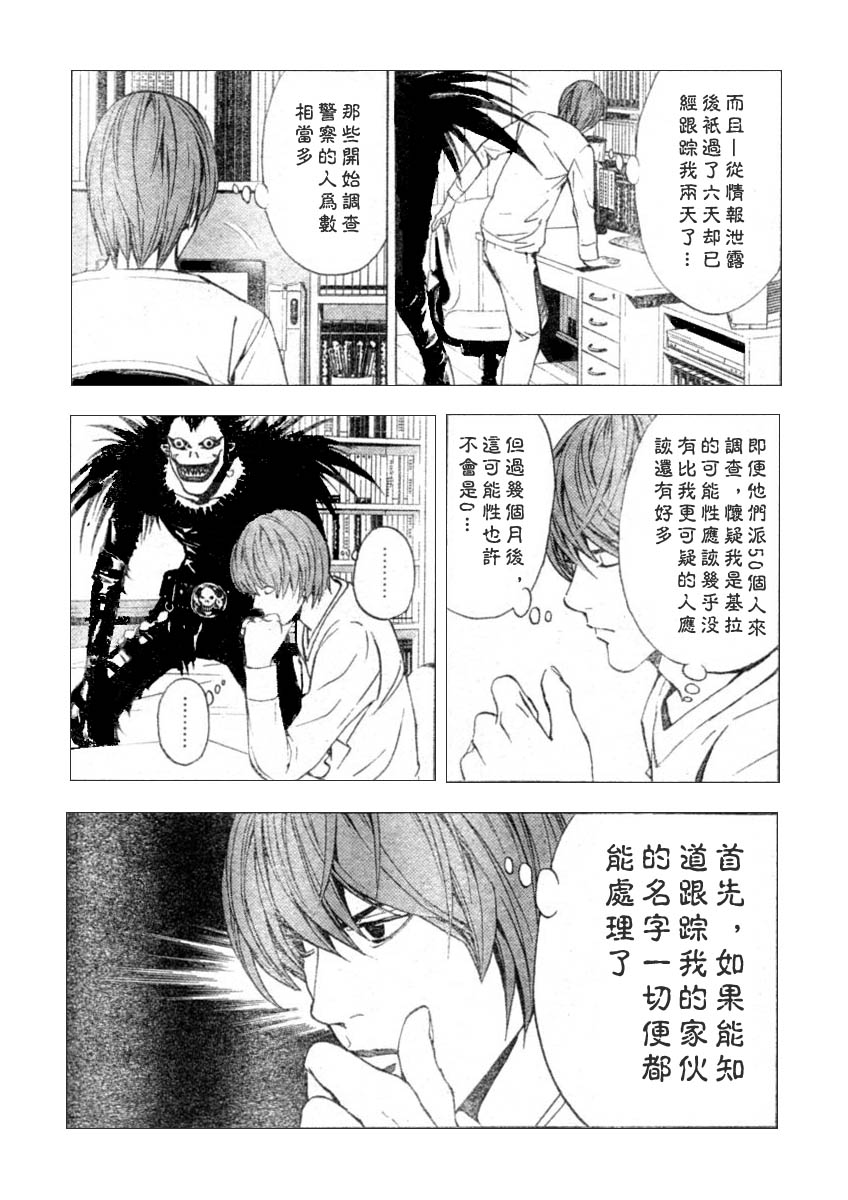 而且—從情報泄露
後衹過了六天却已
經跟踪我兩天了…
那些開始調查
警察的人爲數
相當多
即便他們派50個人來
調查，懷疑我是基拉
的可能性應該幾乎没
有比我更可疑的人應
該還有好多
但過幾個月後，
這可能性也許
不會是0…
………
………
首先，如果能知
道跟踪我的家伙
的名字一切便都
能處理了